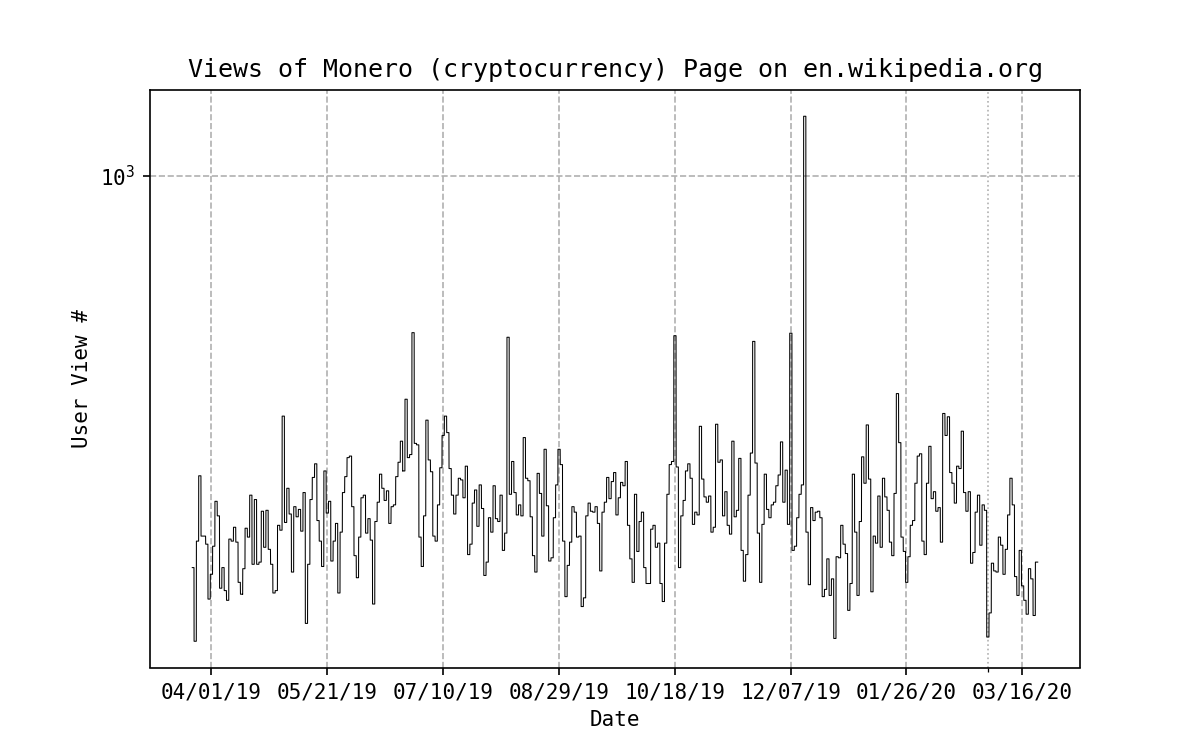 Views of Monero (cryptocurrency) Page on en.wikipedia.org
10³
User View #
04/01/19 05/21/19 07/10/19 08/29/19 10/18/19 12/07/19 01/26/20 03/16/20
Date